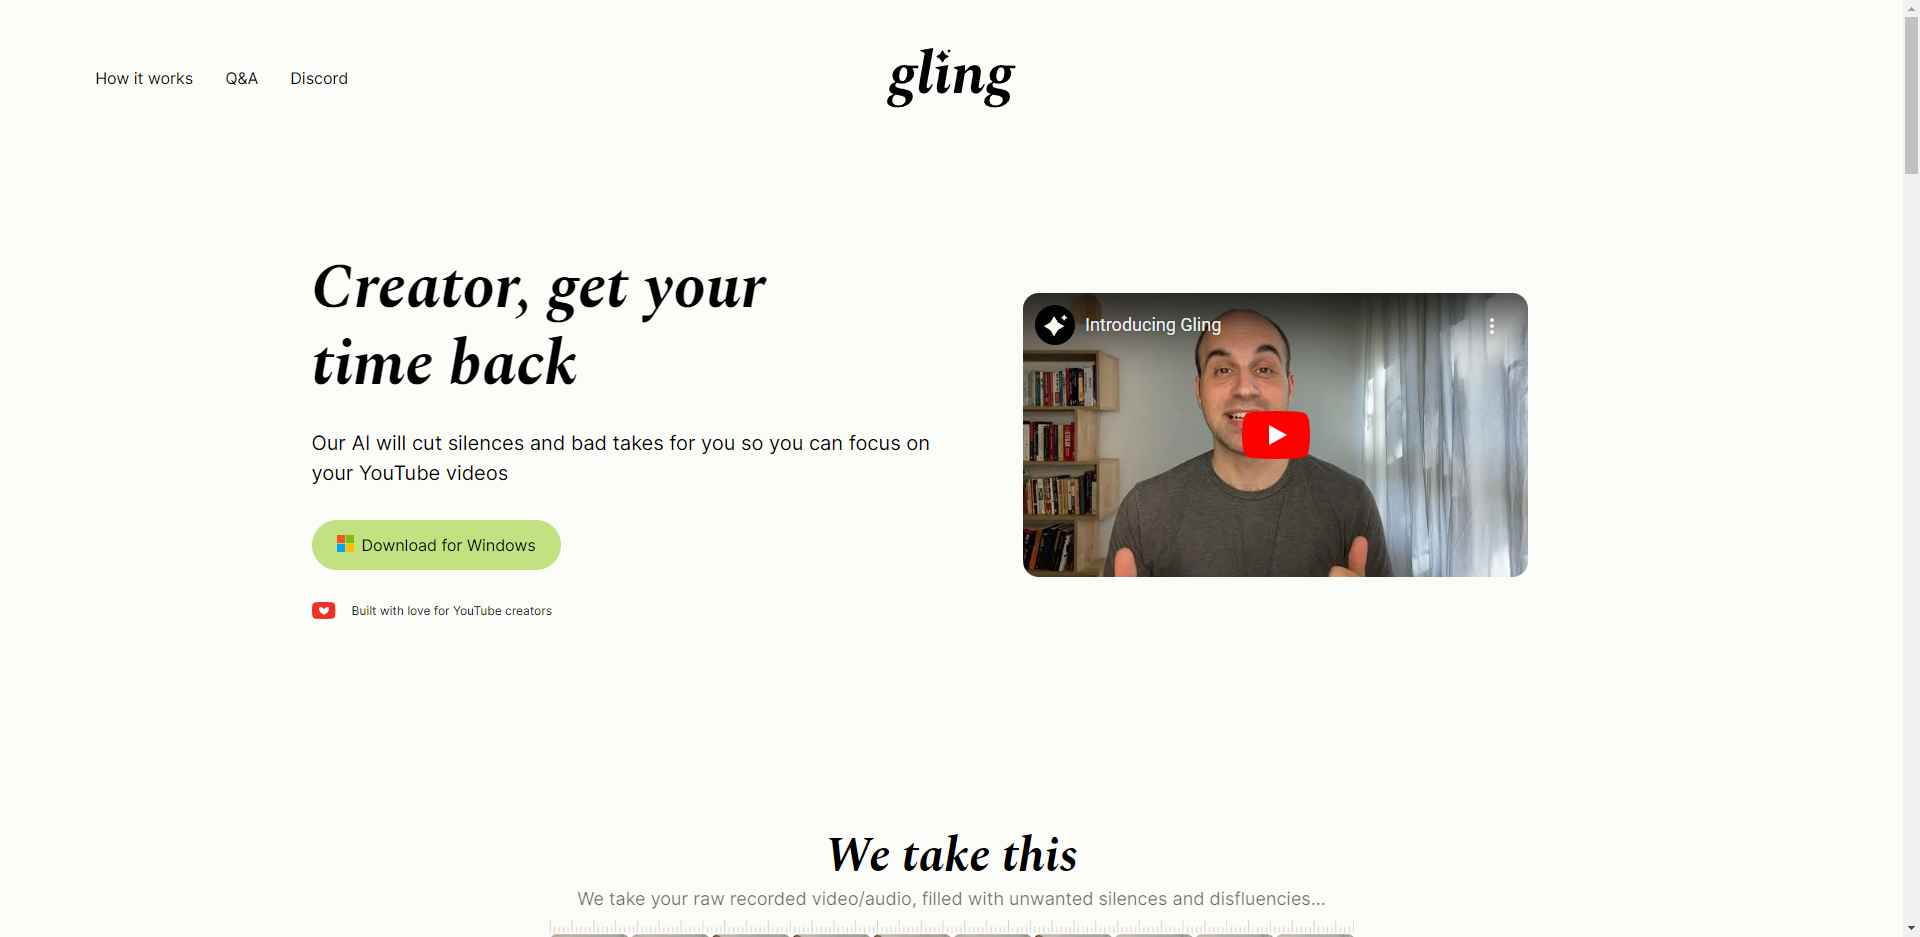 How it works
Q&A
Discord
gling
Creator, get your
time back
Our AI will cut silences and bad takes for you so you can focus on
your YouTube videos
Download for Windows
Built with love for YouTube creators
Introducing Gling
We take this
We take your raw recorded video/audio, filled with unwanted silences and disfluencies...